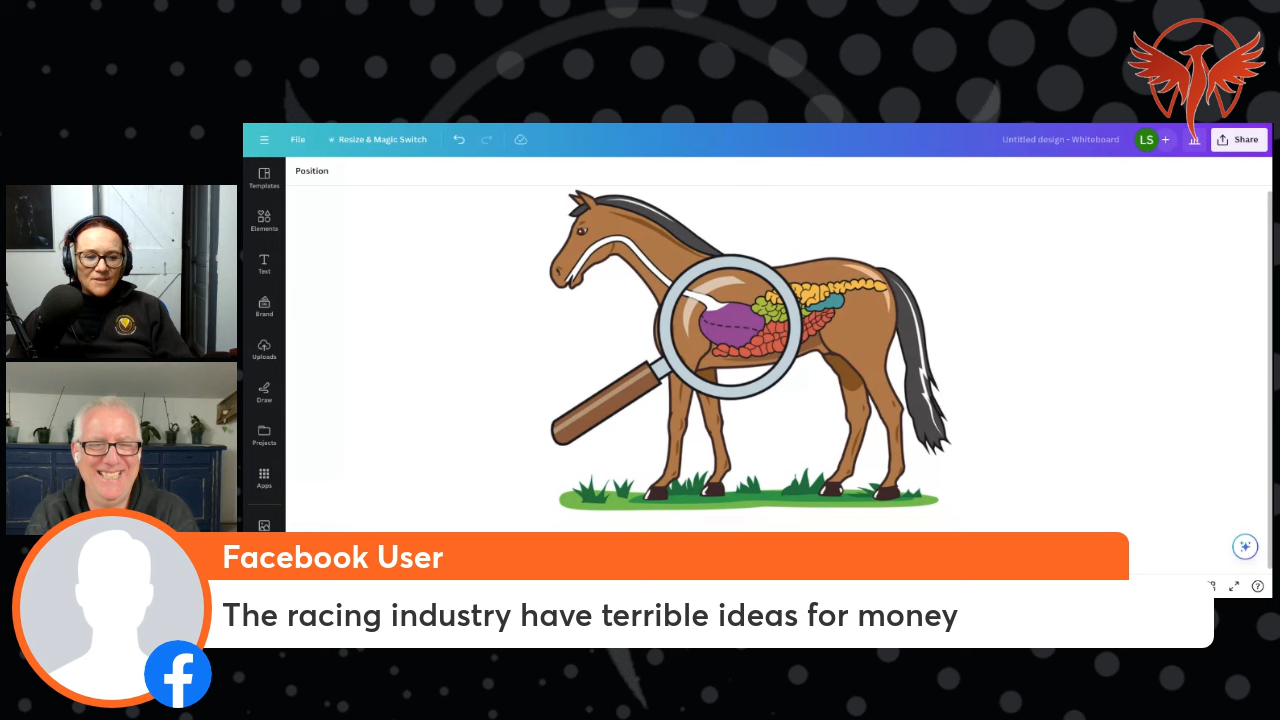 File
Resize & Magic Switch
Untitled design - Whiteboard
LS
+
Share
Position
Templates
Elements
Text
Brand
Uploads
Draw
Projects
Apps
Facebook User
The racing industry have terrible ideas for money